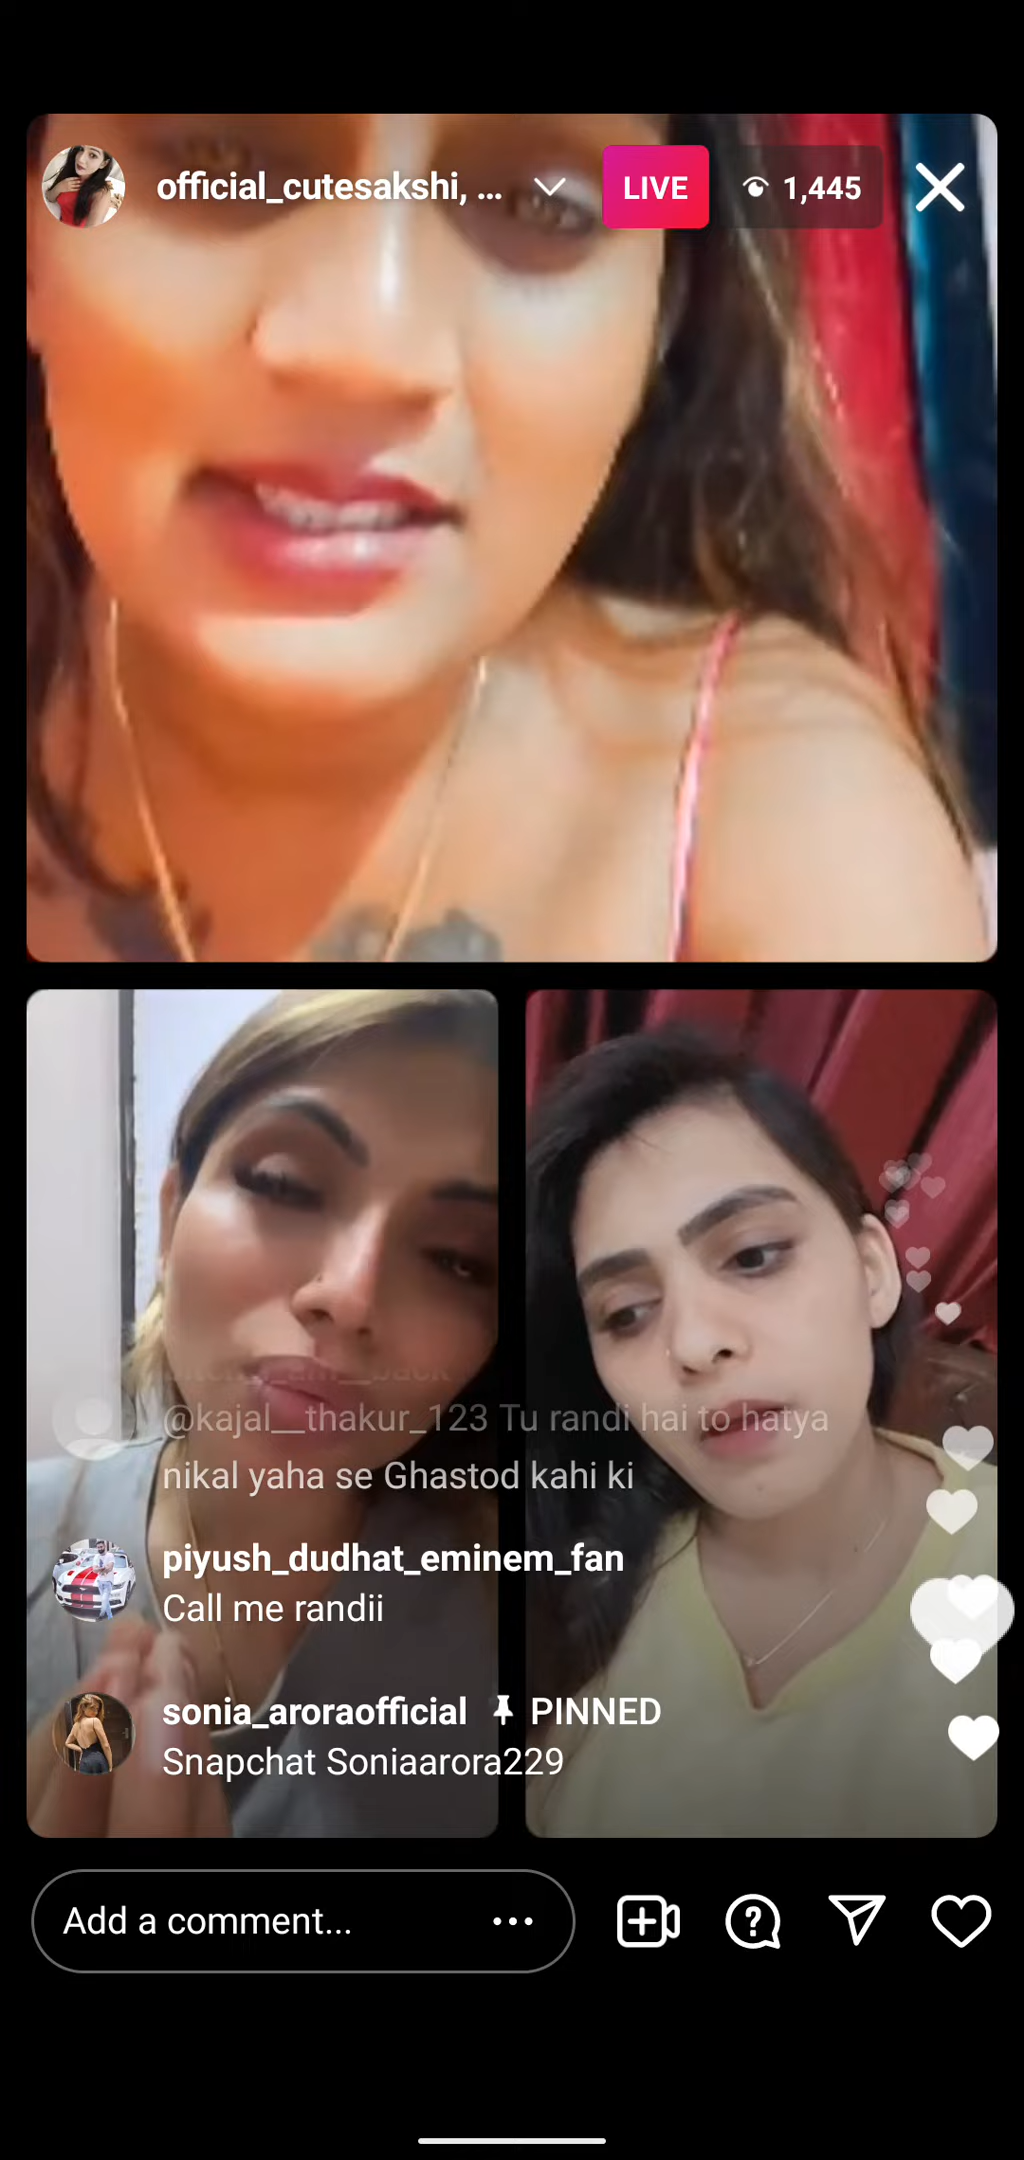 official_cutesakshi, ...
LIVE
1,445
@kajal__thakur_123 Tu randi hai to hatya
nikal yaha se Ghastod kahi ki
piyush_dudhat_eminem_fan
Call me randii
sonia_aroraofficial PINNED
Snapchat Soniaarora229
Add a comment...